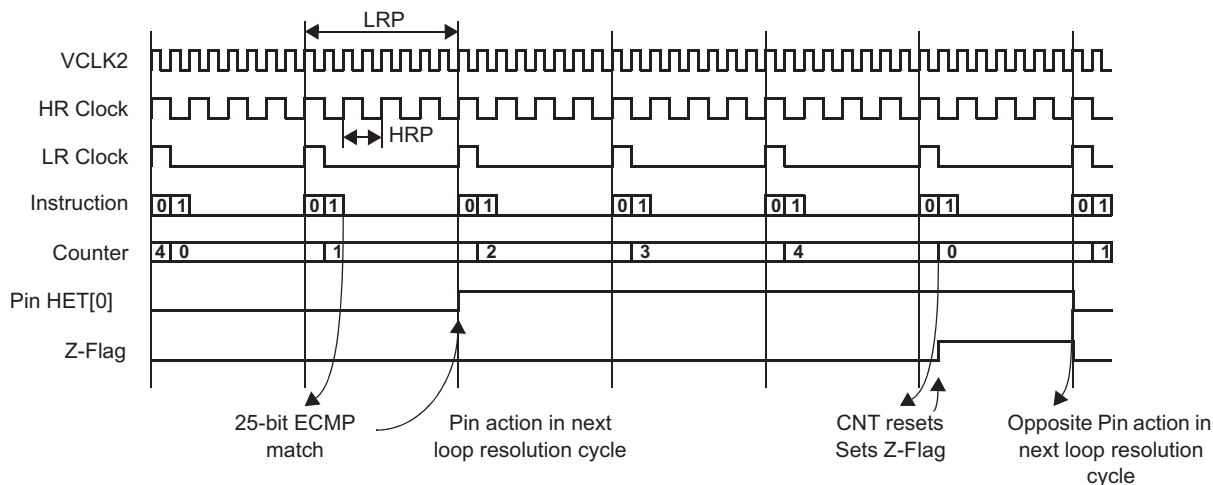 LRP
VCLK2
HR Clock
HRP
LR Clock
Instruction 0 1 0 1 0 1 0 1 0 1 0 1 0 1
Counter 4 0 1 2 3 4 0 1
Pin HET[0]
Z-Flag
25-bit ECMP
match
Pin action in next
loop resolution cycle
CNT resets
Sets Z-Flag
Opposite Pin action in
next loop resolution
cycle